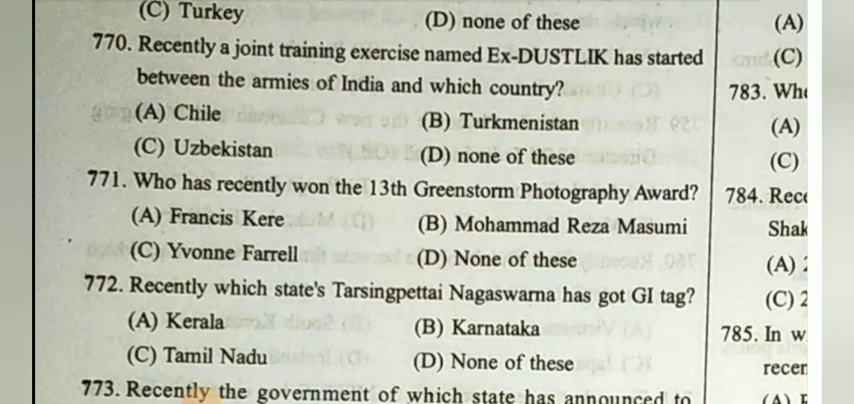 (C) Turkey (D) none of these
770. Recently a joint training exercise named Ex-DUSTLIK has started
between the armies of India and which country?
(A) Chile (B) Turkmenistan
(C) Uzbekistan (D) none of these
771. Who has recently won the 13th Greenstorm Photography Award?
(A) Francis Kere (B) Mohammad Reza Masumi
(C) Yvonne Farrell (D) None of these
772. Recently which state's Tarsingpettai Nagaswarna has got GI tag?
(A) Kerala (B) Karnataka
(C) Tamil Nadu (D) None of these
773. Recently the government of which state has announced to
(A)
(C)
783.
(A)
(C)
784.
(A)
(C) 2
785. In
(A)